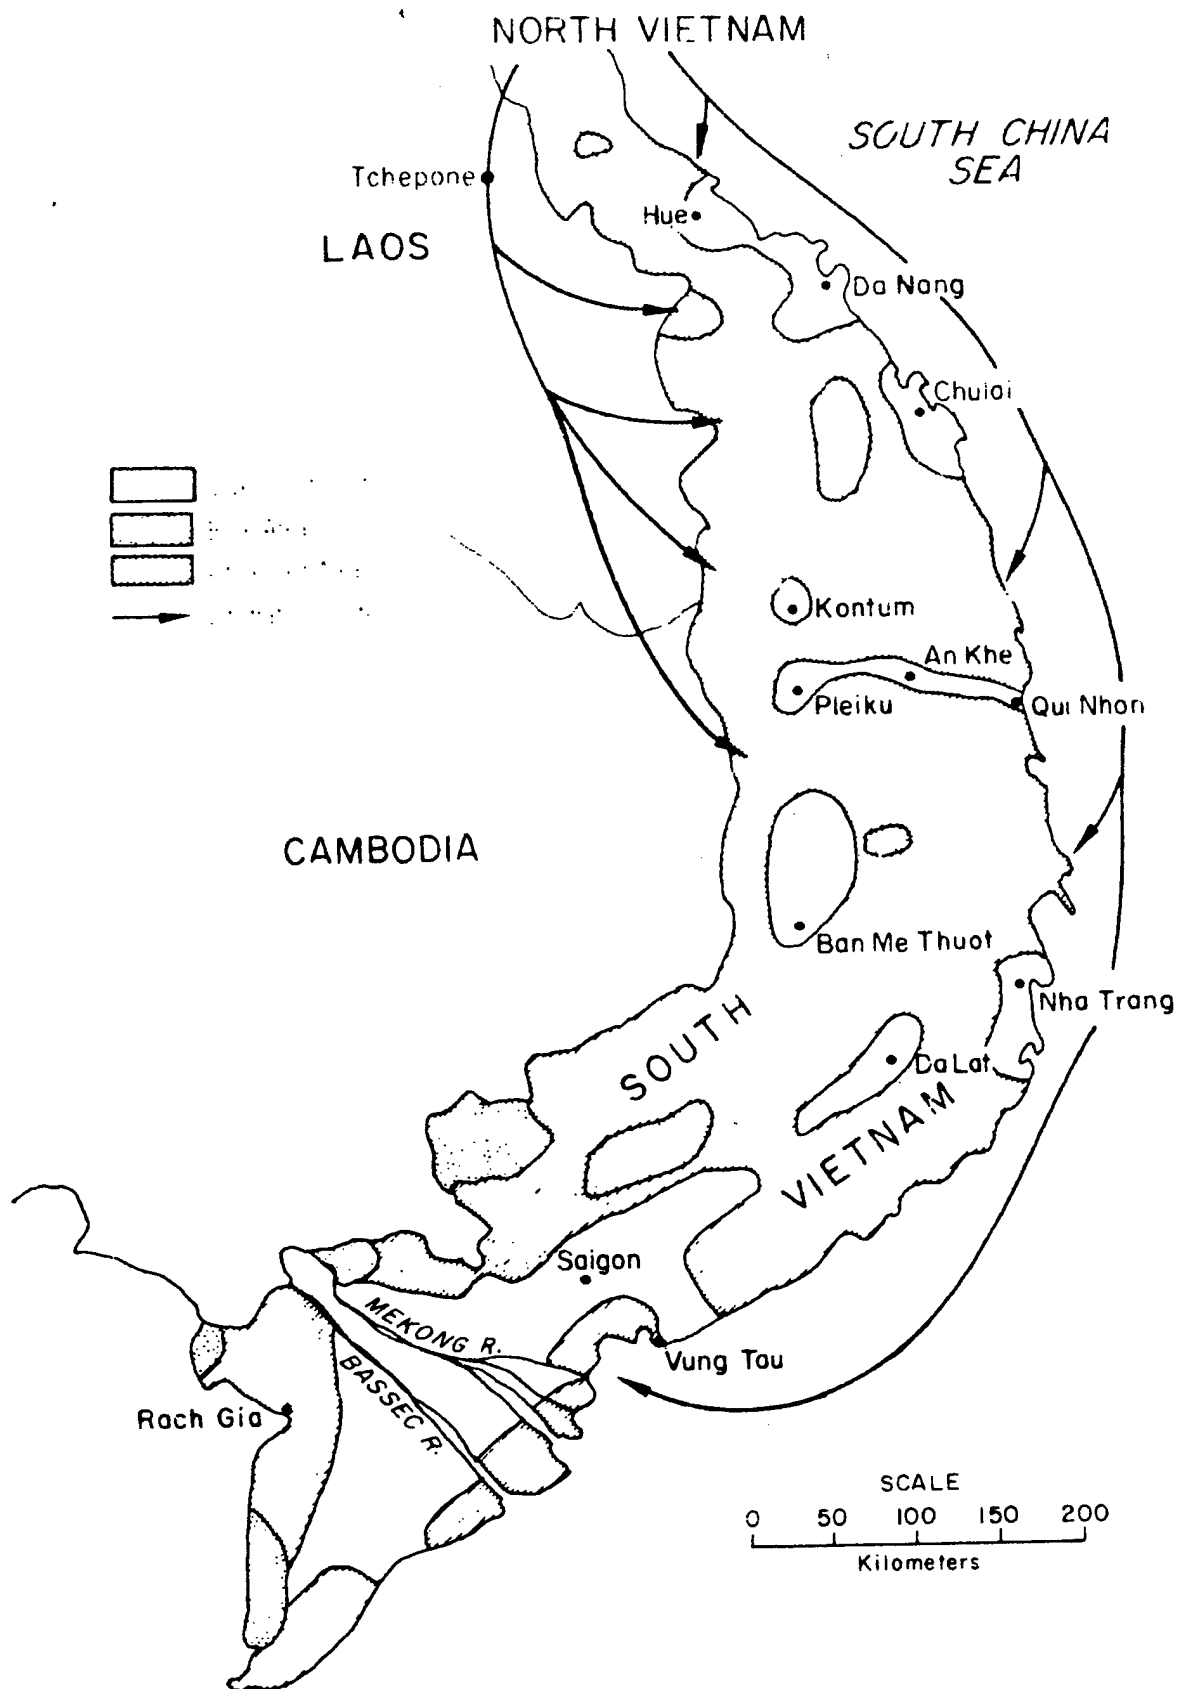 NORTH VIETNAM
SOUTH CHINA
SEA
Tchepone
Hue
LAOS
Da Nang
Chulai
Kontum
An Khe
Pleiku
Qui Nhon
CAMBODIA
Ban Me Thuot
Nha Trang
SOUTH
Da Lat
VIETNAM
Saigon
MEKONG R.
Vung Tau
BASSEC R.
Rach Gia
SCALE
0 50 100 150 200
Kilometers